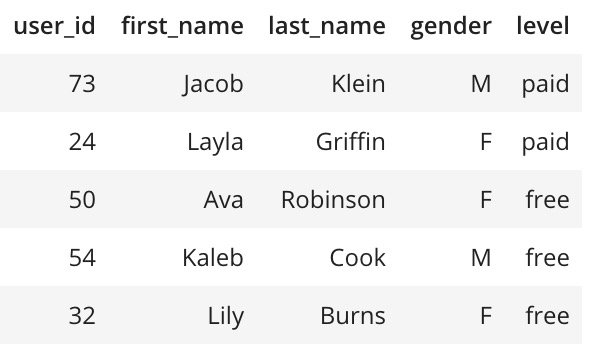 user_id first_name last_name gender level
73 Jacob Klein M paid
24 Layla Griffin F paid
50 Ava Robinson F free
54 Kaleb Cook M free
32 Lily Burns F free